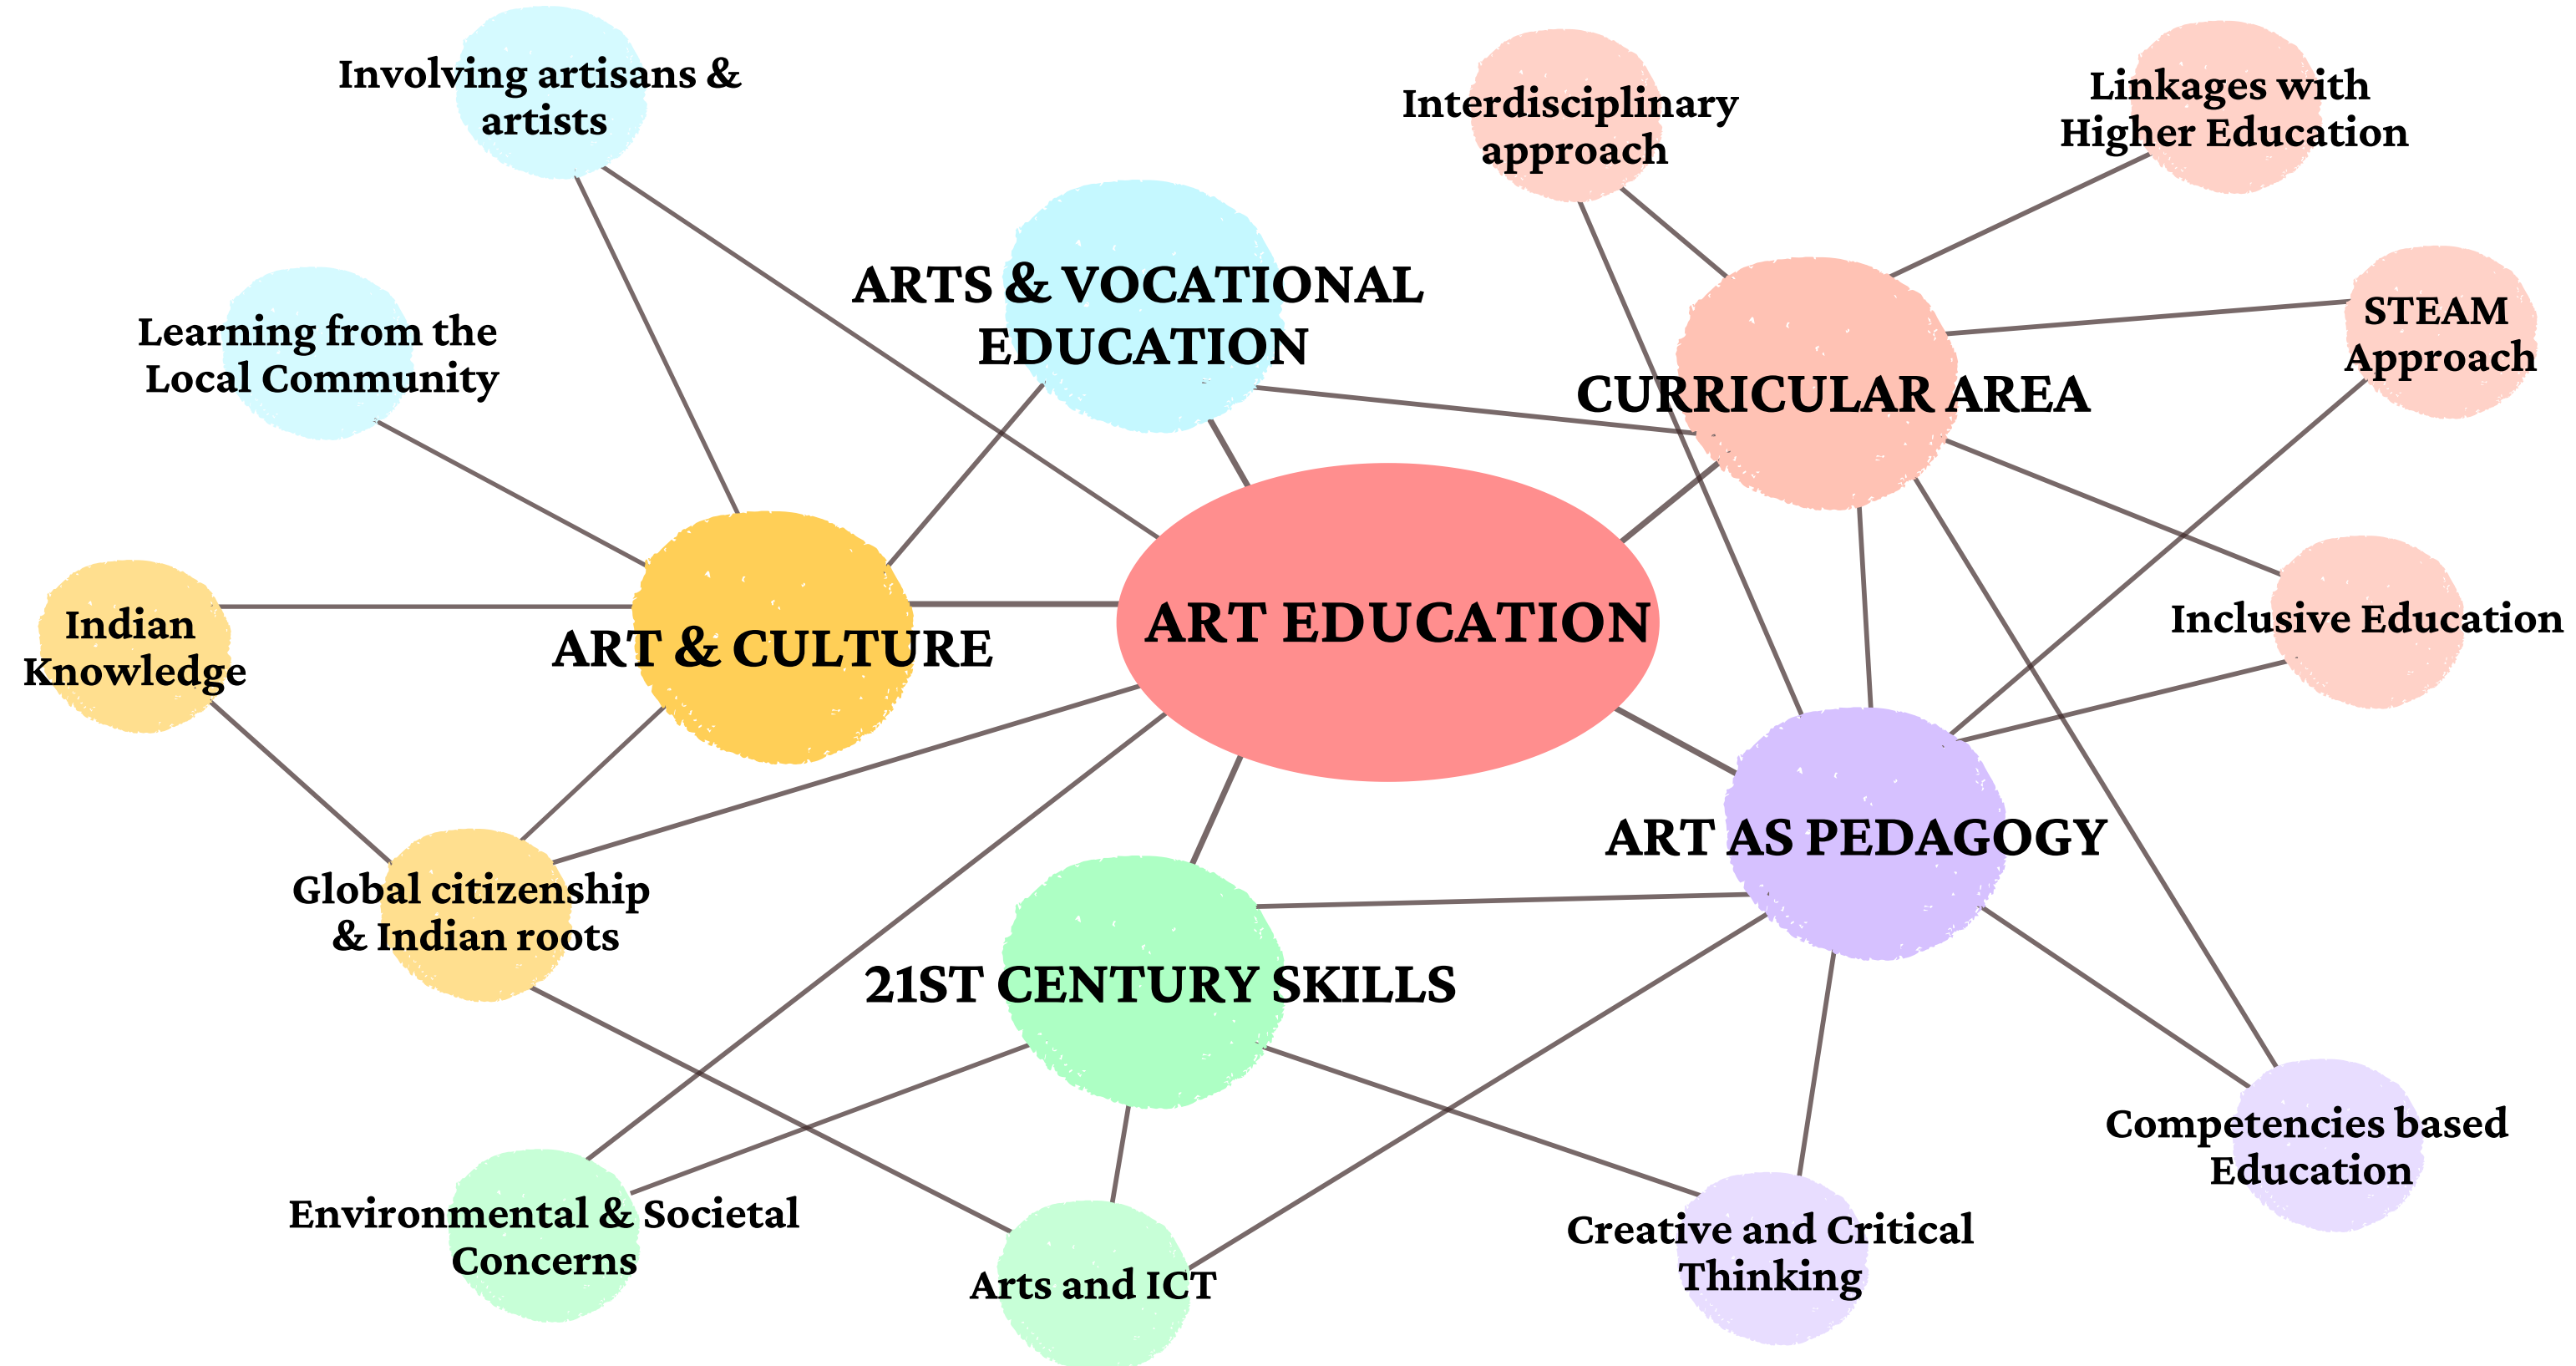 Involving artisans &
artists
Interdisciplinary
approach
Linkages with
Higher Education
ARTS & VOCATIONAL
EDUCATION
Learning from the
Local Community
CURRICULAR AREA
STEAM
Approach
Indian
Knowledge
ART & CULTURE
ART EDUCATION
Inclusive Education
Global citizenship
& Indian roots
21ST CENTURY SKILLS
ART AS PEDAGOGY
Environmental & Societal
Concerns
Arts and ICT
Creative and Critical
Thinking
Competencies based
Education